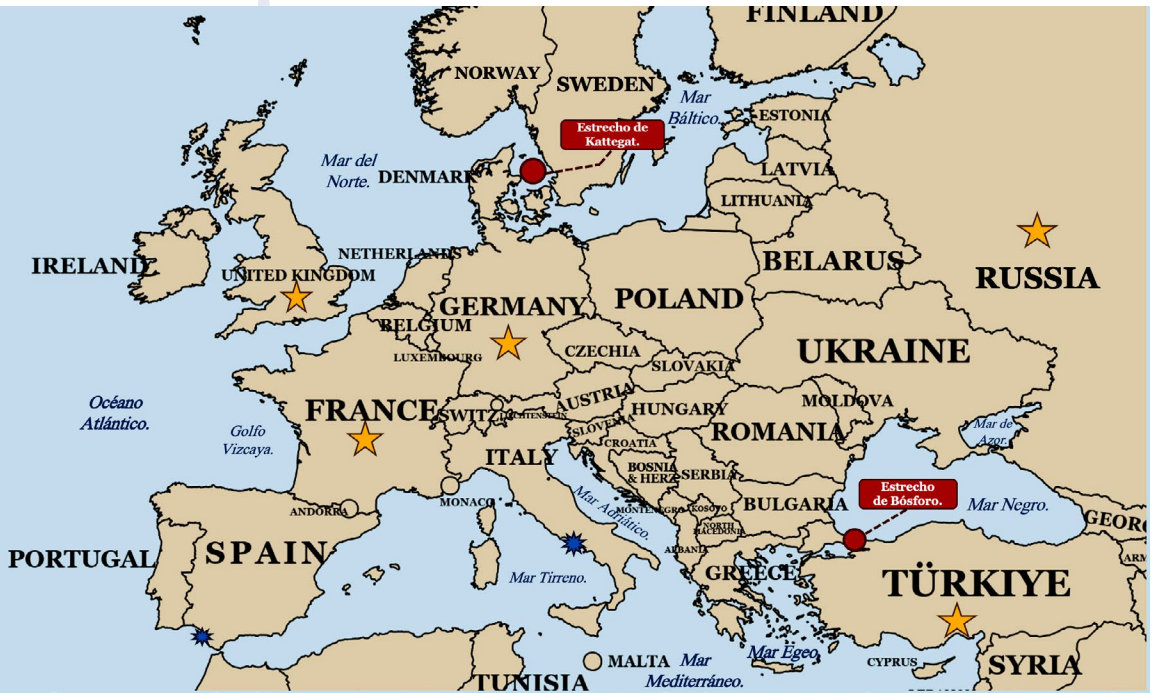 FINLAND
NORWAY
SWEDEN
Mar
Báltico.
ESTONIA
Estrecho de
Kattegat.
Mar del
Norte.
DENMARK
LATVIA
LITHUANIA
IRELAND
NETHERLANDS
UNITED KINGDOM
BELARUS
RUSSIA
GERMANY
POLAND
BELGIUM
LUXEMBOURG
CZECHIA
SLOVAKIA
UKRAINE
Océano
Atlántico.
Golfo
Vizcaya.
FRANCE
SWITZ
LIECHTENSTEIN
AUSTRIA
HUNGARY
MOLDOVA
SLOVENIA
CROATIA
ROMANIA
Mar de
Azor.
ITALY
BOSNIA
& HERZ
SERBIA
Estrecho
de Bósforo.
MONACO
ANDORRA
Mar Adriático.
MONTENEGRO
KOSOVO
BULGARIA
Mar Negro.
NORTH
MACEDONIA
GEORG
ALBANIA
ARM
PORTUGAL
SPAIN
Mar Tirreno.
GREECE
TÜRKIYE
Mar Egeo.
MALTA
Mar
Mediterráneo.
CYPRUS
SYRIA
TUNISIA